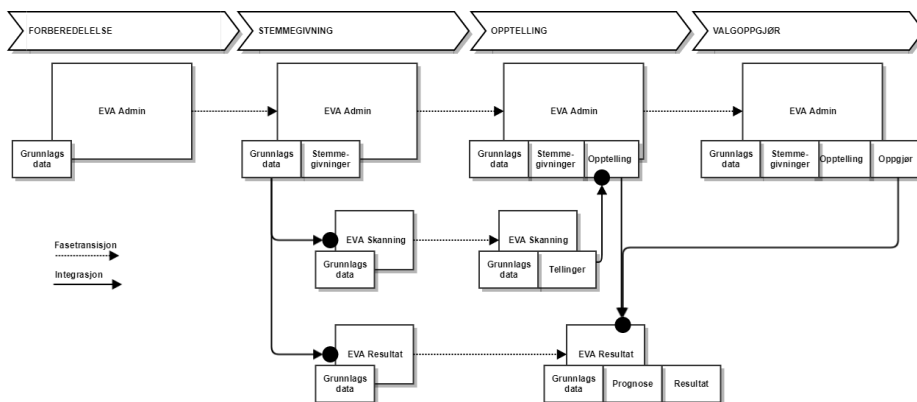 FORBEREDELELSE
STEMMEGIVNING
OPPTELLING
VALGOPPGJØR
EVA Admin
Grunnlags
data
EVA Admin
Grunnlags
data
Stemme-
givninger
EVA Admin
Grunnlags
data
Stemme-
givninger
Opptelling
EVA Admin
Grunnlags
data
Stemme-
givninger
Opptelling
Oppgjør
Fasetransisjon
Integrasjon
EVA Skanning
Grunnlags
data
EVA Skanning
Grunnlags
data
Tellinger
EVA Resultat
Grunnlags
data
EVA Resultat
Grunnlags
data
Prognose
Resultat